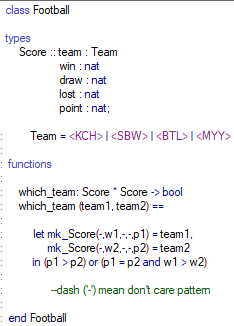 class Football
types
Score :: team : Team
win : nat
draw : nat
lost : nat
point : nat;
Team = <KCH> | <SBW> | <BTL> | <MYY>
functions
which_team: Score * Score -> bool
which_team (team1, team2) ==
let mk_Score(-,w1,-,-,p1) = team1,
mk_Score(-,w2,-,-,p2) = team2
in (p1 > p2) or (p1 = p2 and w1 > w2)
--dash ('-') mean don't care pattern
end Football